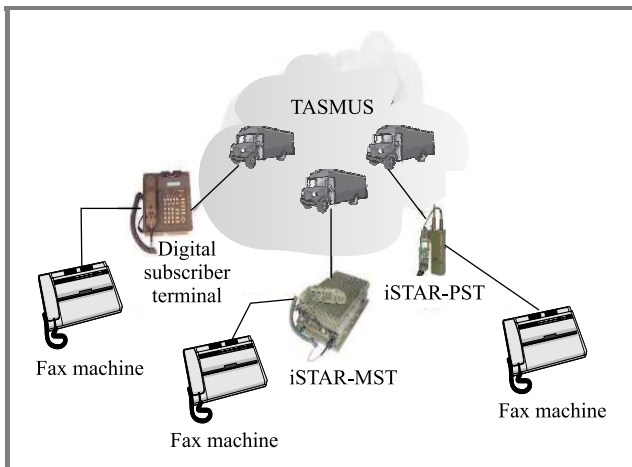 TASMUS
Digital
subscriber
terminal
iSTAR-PST
Fax machine
iSTAR-MST
Fax machine
Fax machine